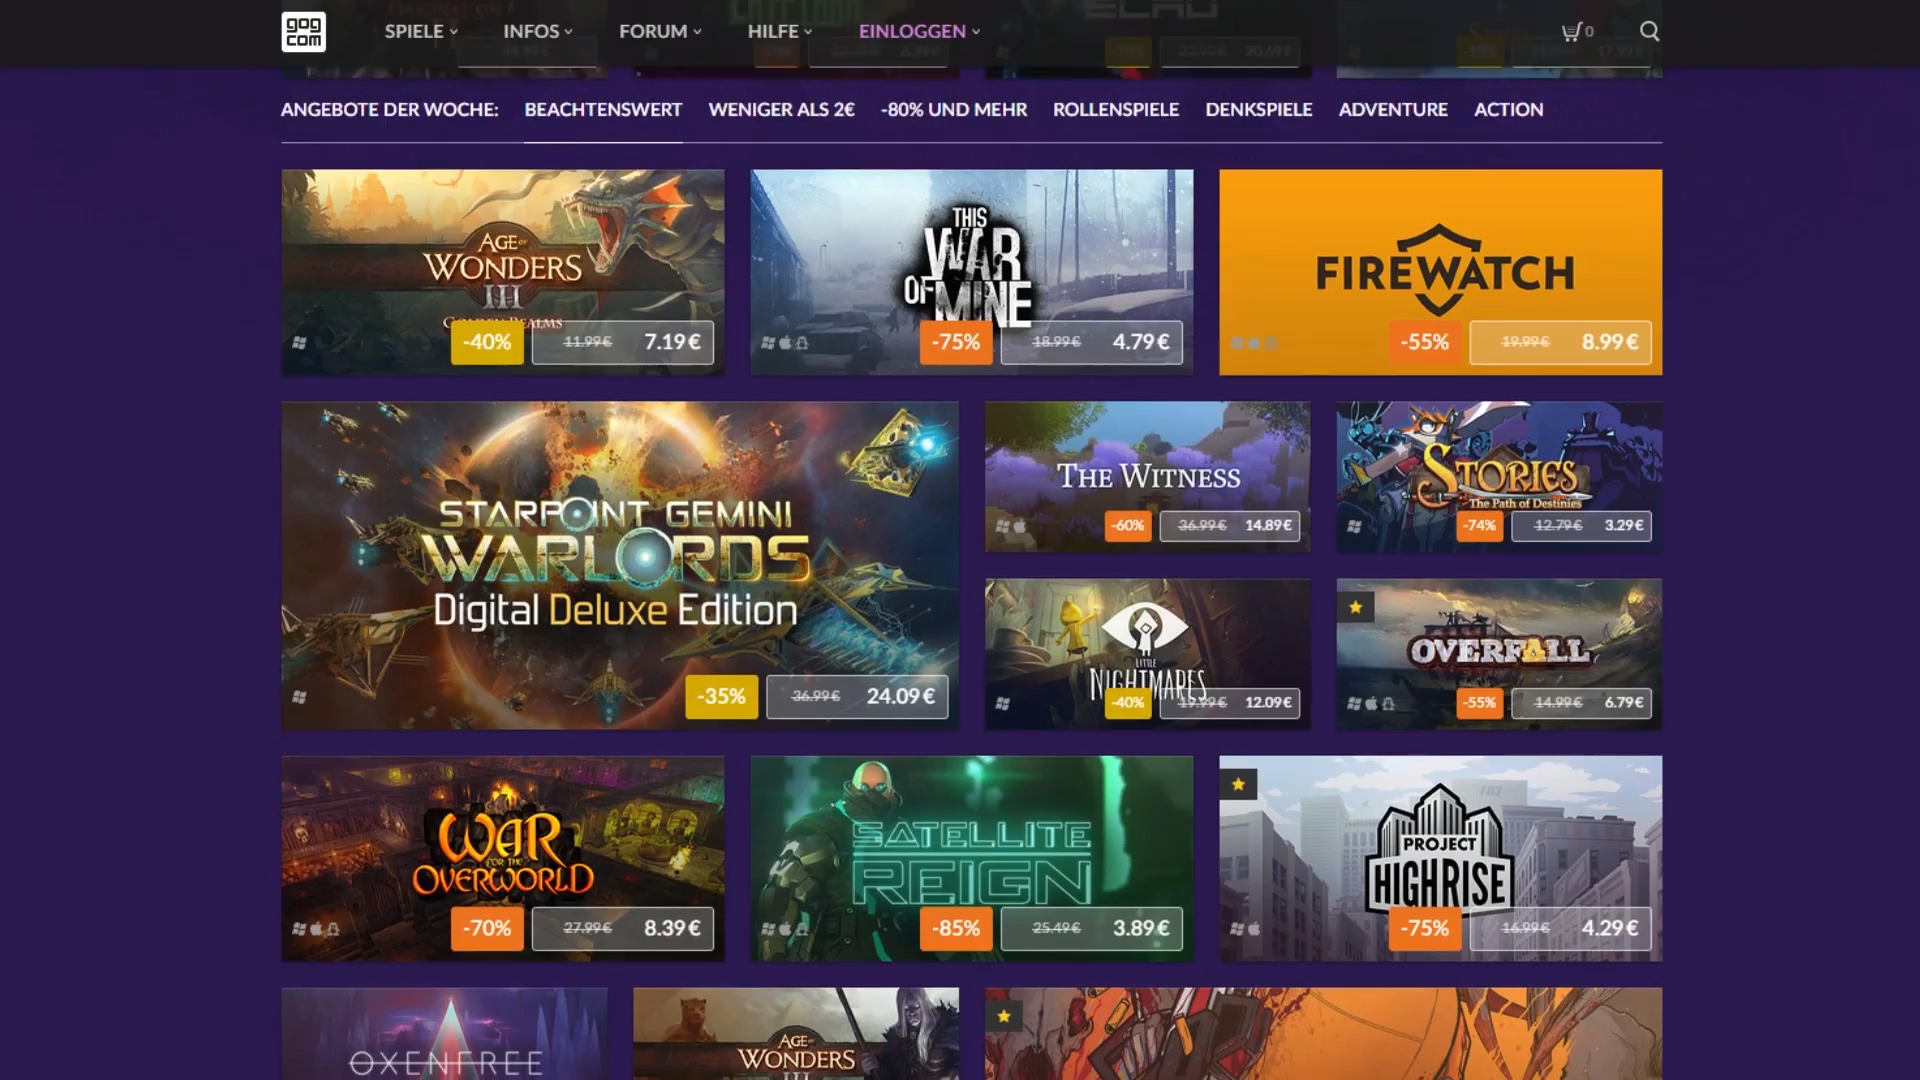 gog
com
SPIELE
INFOS
FORUM
HILFE
EINLOGGEN
0
20.69€
ANGEBOTE DER WOCHE:
BEACHTENSWERT
WENIGER ALS 2€
-80% UND MEHR
ROLLENSPIELE
DENKSPIELE
ADVENTURE
ACTION
AGE OF
WONDERS
III
GOLDEN REALMS
-40% 11.99€ 7.19€
THIS
WAR
OF MINE
-75% 18.99€ 4.79€
FIREWATCH
-55% 19.99€ 8.99€
STARPOINT GEMINI
WARLORDS
Digital Deluxe Edition
-35% 36.99€ 24.09€
THE WITNESS
-60% 36.99€ 14.89€
STORIES
The Path of Destinies
-74% 12.79€ 3.29€
LITTLE
NIGHTMARES
-40% 19.99€ 12.09€
OVERFALL
-55% 14.99€ 6.79€
WAR
FOR THE
OVERWORLD
-70% 27.99€ 8.39€
SATELLITE
REIGN
-85% 25.49€ 3.89€
PROJECT
HIGHRISE
-75% 16.99€ 4.29€
OXENFREE
AGE OF
WONDERS
III